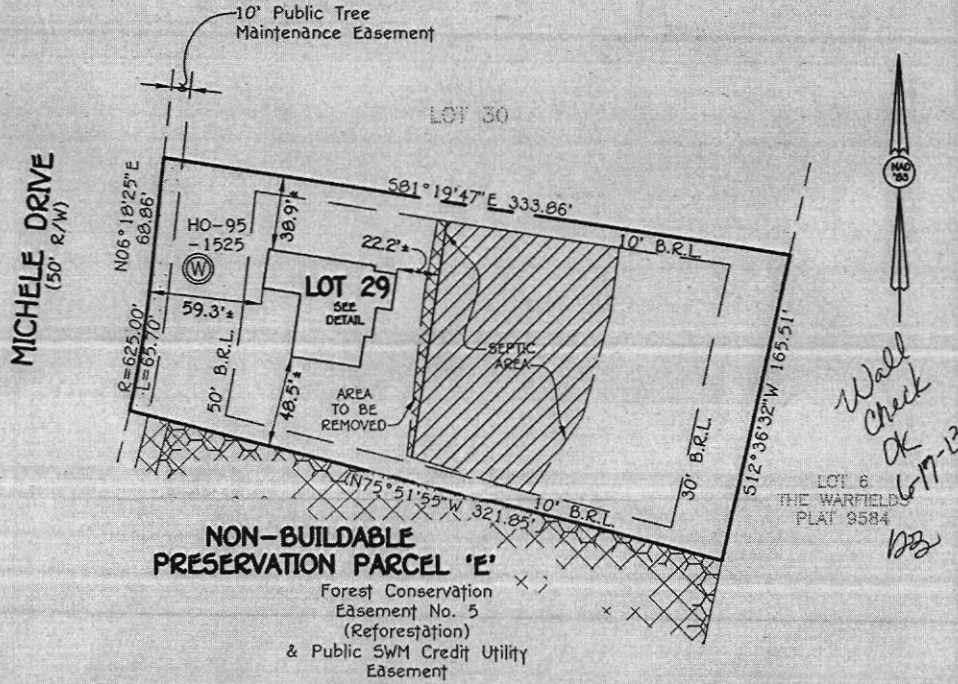 10' Public Tree
Maintenance Easement
LOT 30
MICHELE DRIVE
(50' R/W)
N06°18'25"E
68.86'
R=625.00'
L=65.70'
S81°19'47"E 333.86'
HO-95
-1525
W
38.9'±
22.2'±
59.3'±
LOT 29
SEE
DETAIL
10' B.R.L.
NAD
'83
SEPTIC
AREA
50' B.R.L.
48.5'±
AREA
TO BE
REMOVED
30' B.R.L.
S12°36'32"W 165.51'
10' B.R.L.
N75°51'55"W 321.85'
Wall
check
OK
LOT 6
THE WARFIELDS
PLAT 9584
NON-BUILDABLE
PRESERVATION PARCEL 'E'
Forest Conservation
Easement No. 5
(Reforestation)
& Public SWM Credit Utility
Easement